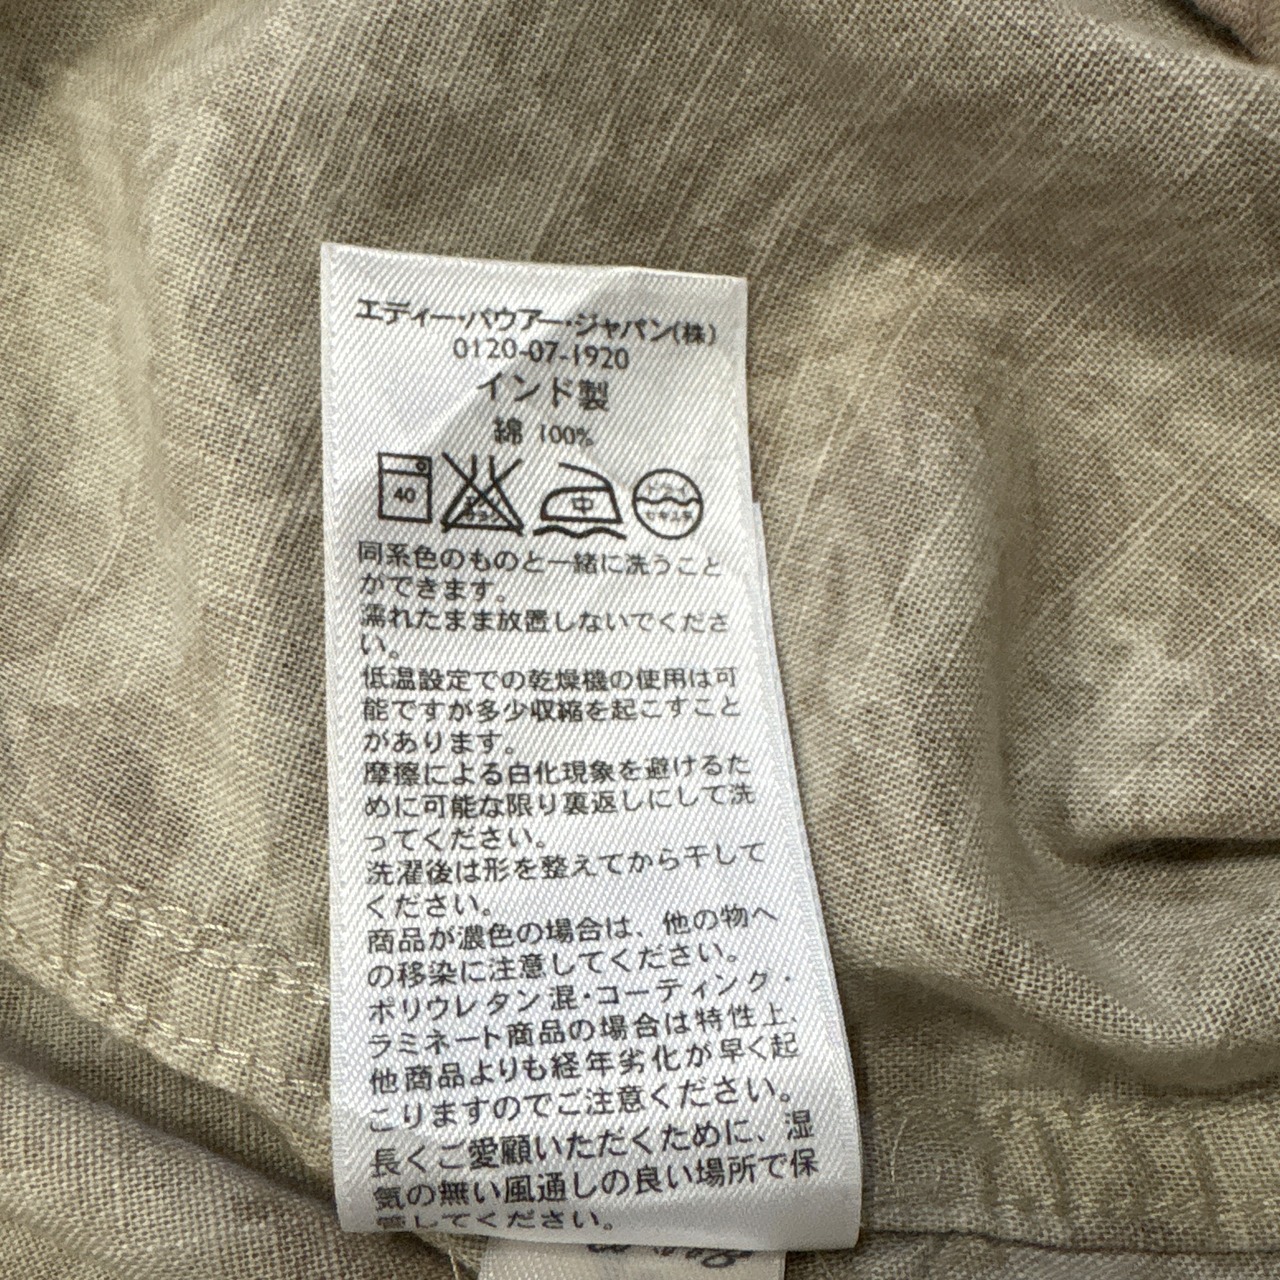 エディー・バウアー・ジャパン(株)
0120-07-1920
インド製
綿 100%
40
中
ドライ
セキユ系
同系色のものと一緒に洗うこと
ができます。
濡れたまま放置しないでくださ
い。
低温設定での乾燥機の使用は可
能ですが多少収縮を起こすこと
があります。
摩擦による白化現象を避けるた
めに可能な限り裏返しにして洗
ってください。
洗濯後は形を整えてから干して
ください。
商品が濃色の場合は、他の物へ
の移染に注意してください。
ポリウレタン混・コーティング・
ラミネート商品の場合は特性上、
他商品よりも経年劣化が早く起
こりますのでご注意ください。
長くご愛顧いただくために、湿
気の無い風通しの良い場所で保
管してください。